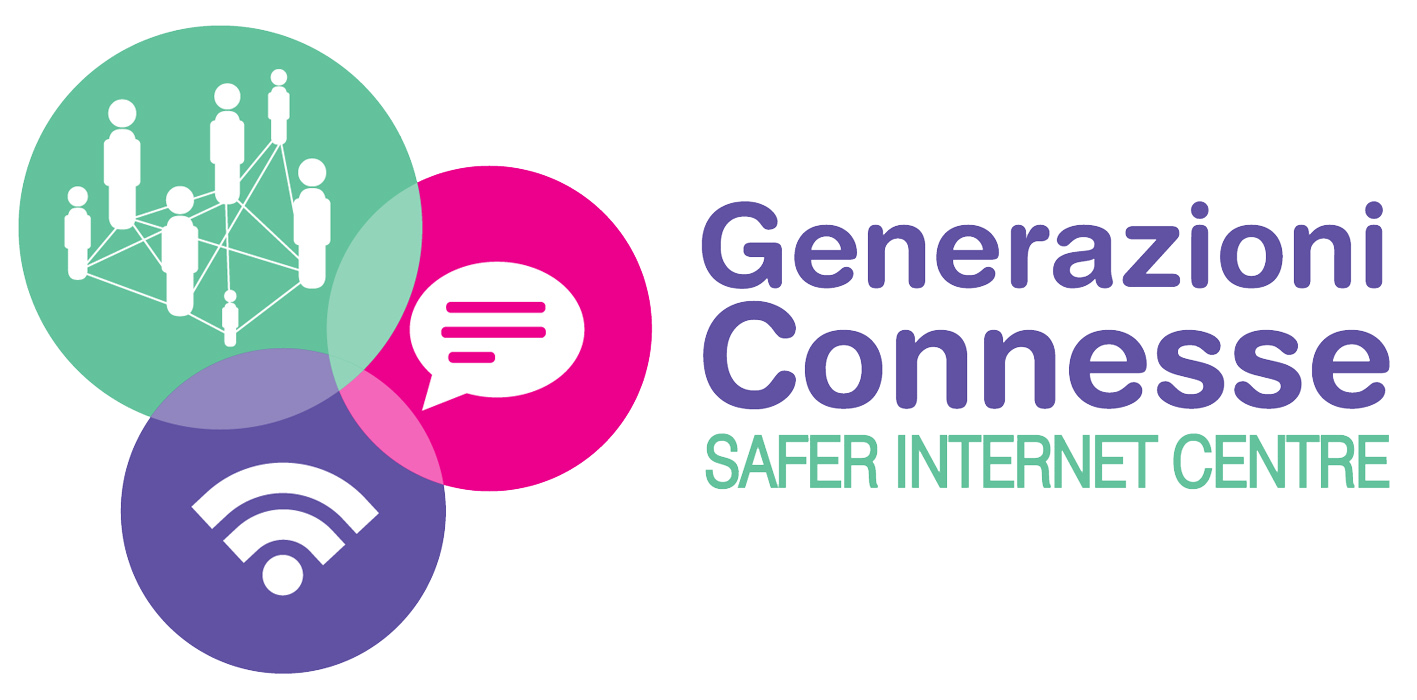 Generazioni
Connesse
SAFER INTERNET CENTRE